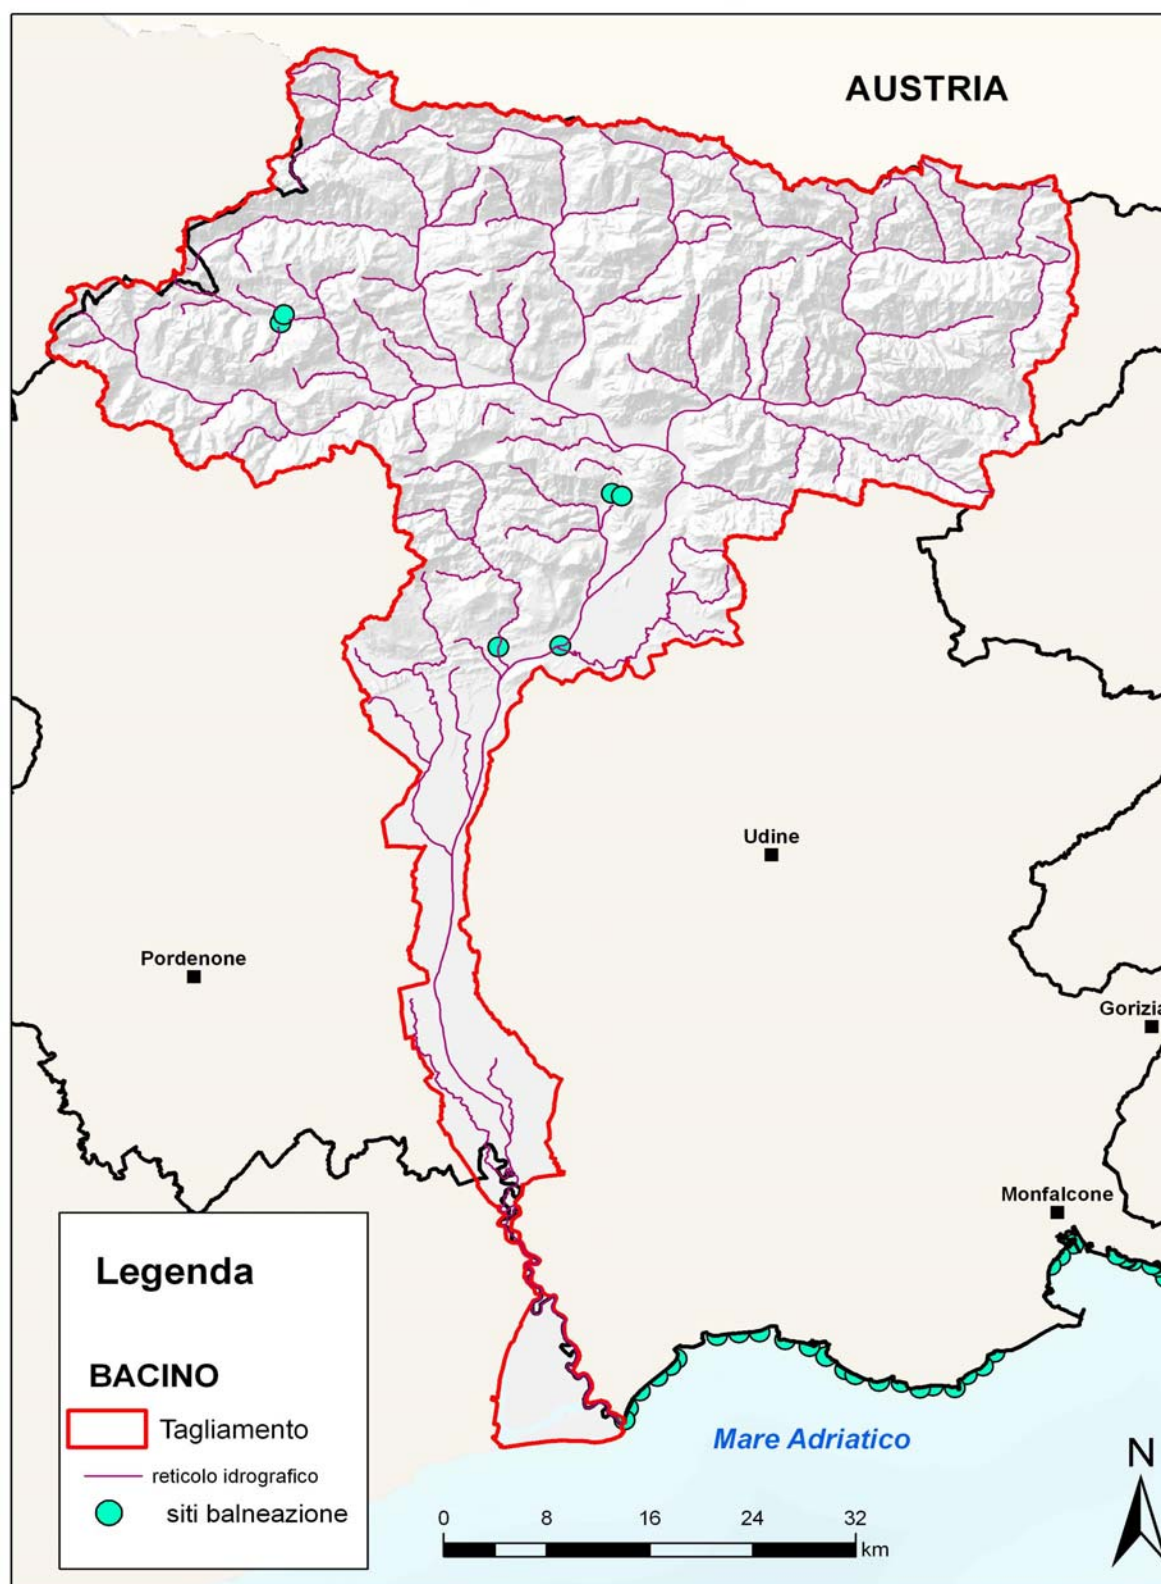 AUSTRIA
Udine
Pordenone
Gorizia
Monfalcone
Legenda
BACINO
Tagliamento
reticolo idrografico
siti balneazione
Mare Adriatico
N
0 8 16 24 32
km